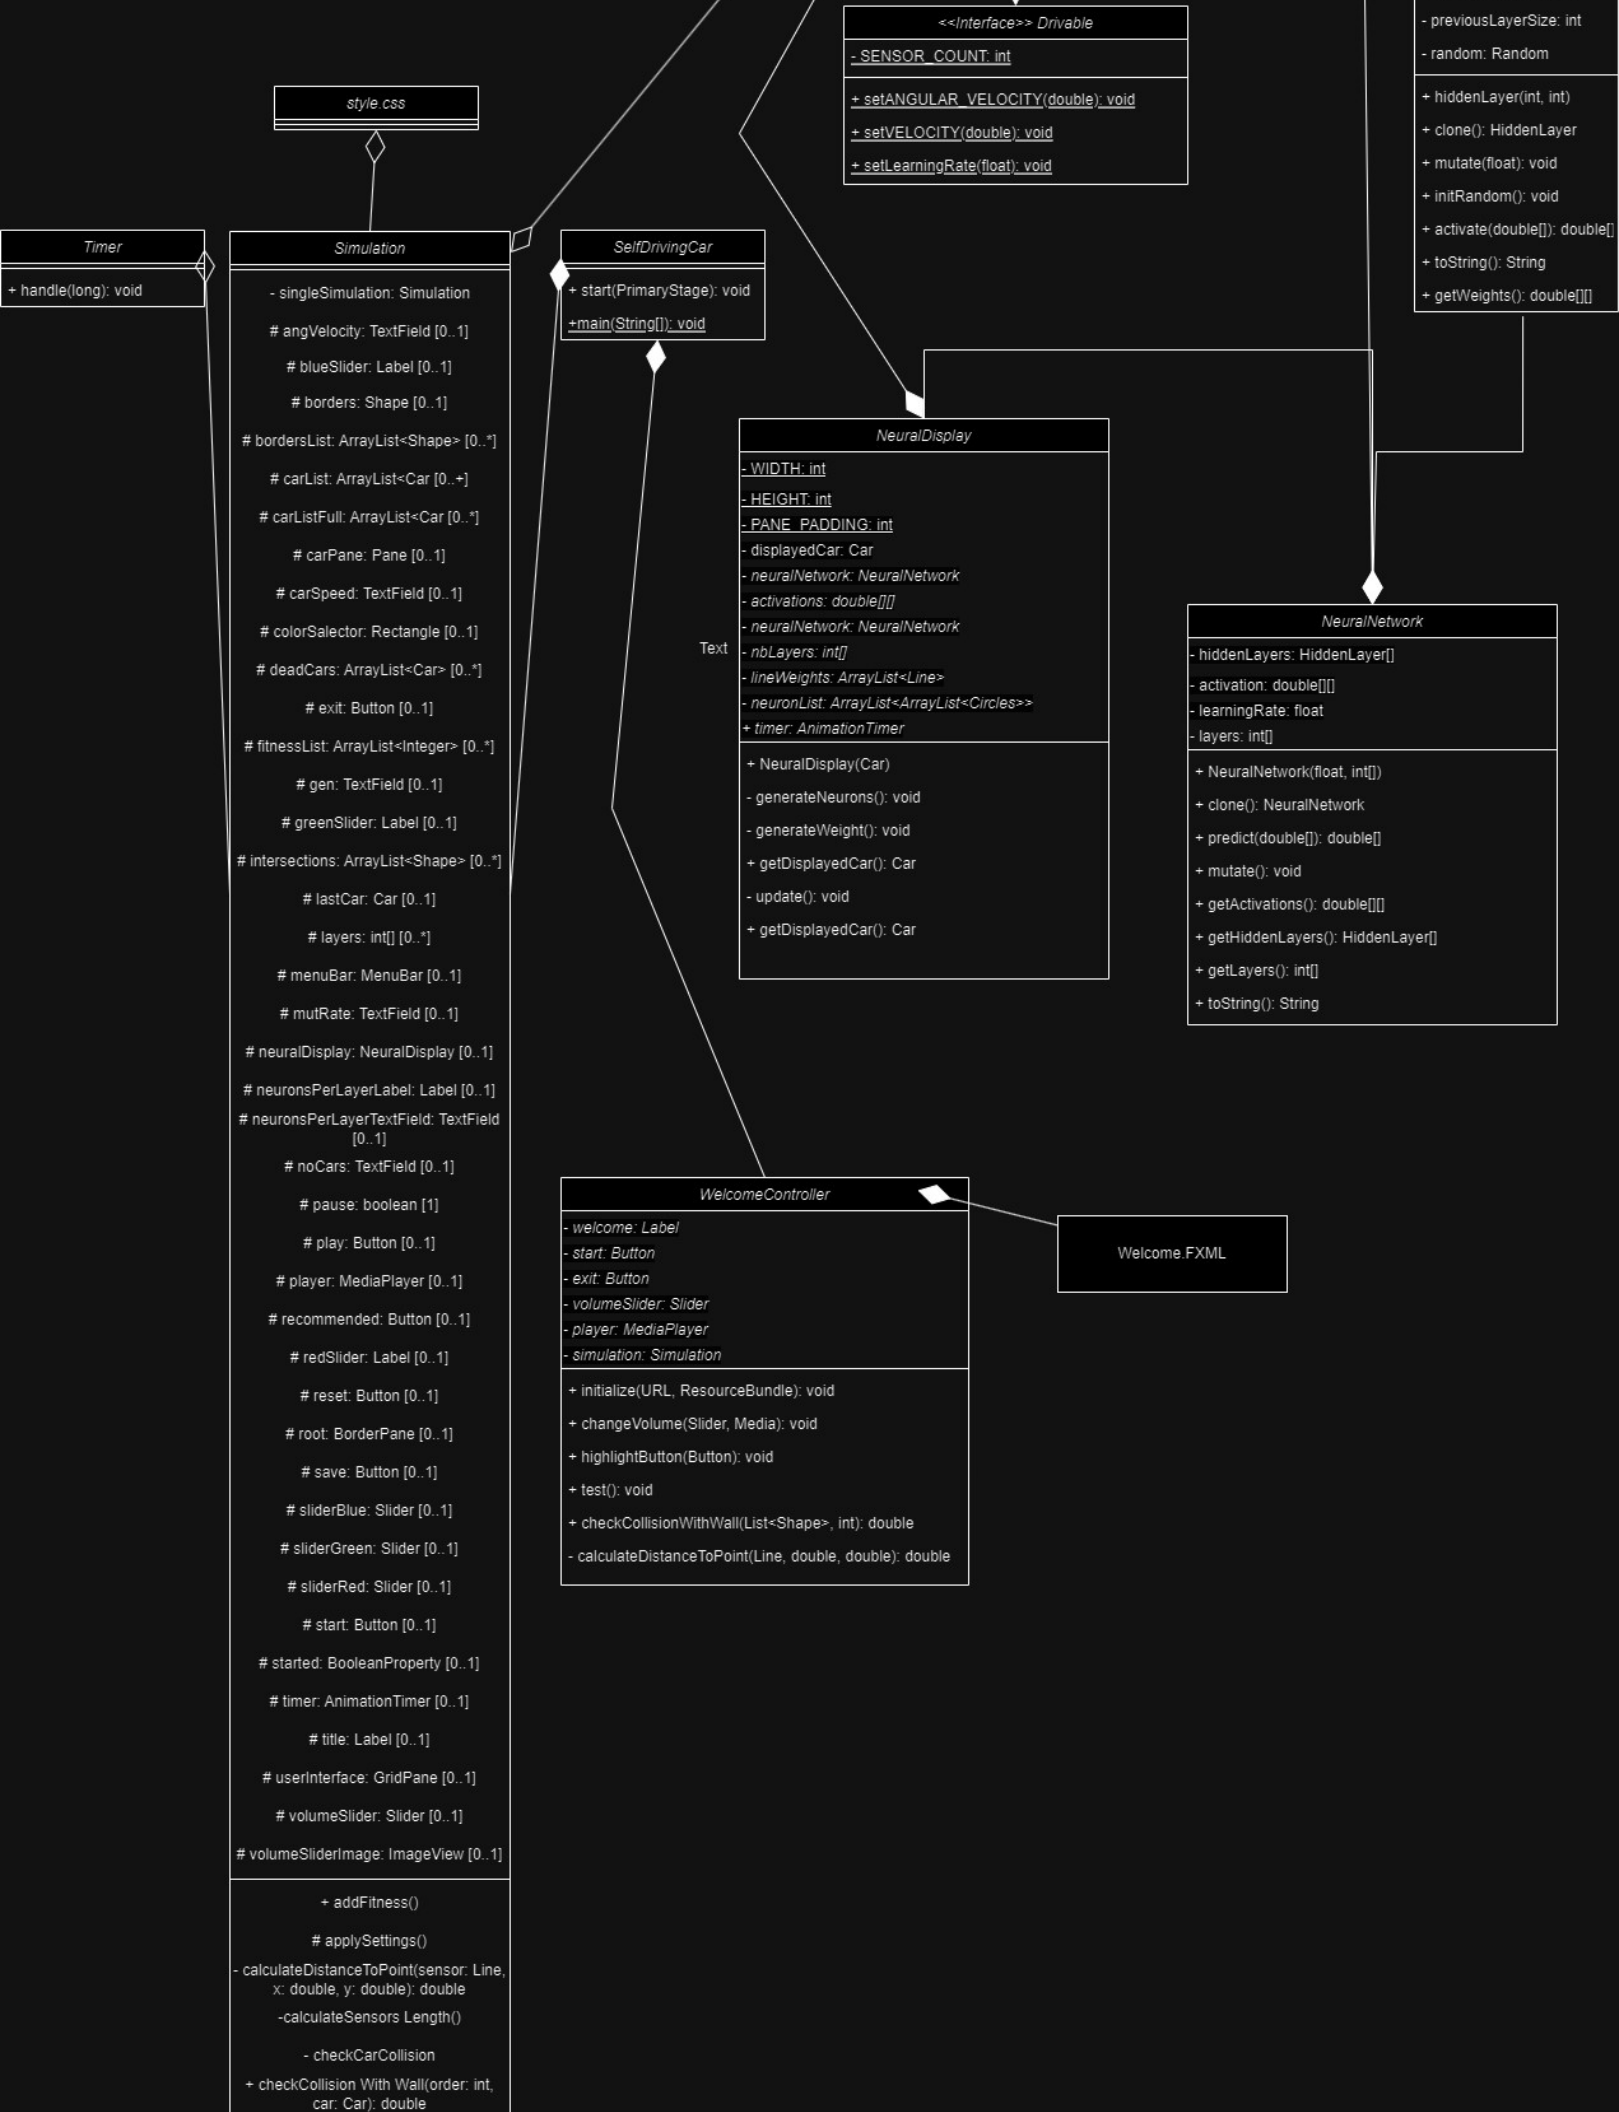 <<Interface>> Drivable
- SENSOR_COUNT: int
+ setANGULAR_VELOCITY(double): void
+ setVELOCITY(double): void
+ setLearningRate(float): void
- previousLayerSize: int
- random: Random
+ hiddenLayer(int, int)
+ clone(): HiddenLayer
+ mutate(float): void
+ initRandom(): void
+ activate(double[]): double[]
+ toString(): String
+ getWeights(): double[][]
style.css
Timer
+ handle(long): void
Simulation
- singleSimulation: Simulation
# angVelocity: TextField [0..1]
# blueSlider: Label [0..1]
# borders: Shape [0..1]
# bordersList: ArrayList<Shape> [0..*]
# carList: ArrayList<Car [0..+]
# carListFull: ArrayList<Car [0..*]
# carPane: Pane [0..1]
# carSpeed: TextField [0..1]
# colorSalector: Rectangle [0..1]
# deadCars: ArrayList<Car> [0..*]
# exit: Button [0..1]
# fitnessList: ArrayList<Integer> [0..*]
# gen: TextField [0..1]
# greenSlider: Label [0..1]
# intersections: ArrayList<Shape> [0..*]
# lastCar: Car [0..1]
# layers: int[] [0..*]
# menuBar: MenuBar [0..1]
# mutRate: TextField [0..1]
# neuralDisplay: NeuralDisplay [0..1]
# neuronsPerLayerLabel: Label [0..1]
# neuronsPerLayerTextField: TextField
[0..1]
# noCars: TextField [0..1]
# pause: boolean [1]
# play: Button [0..1]
# player: MediaPlayer [0..1]
# recommended: Button [0..1]
# redSlider: Label [0..1]
# reset: Button [0..1]
# root: BorderPane [0..1]
# save: Button [0..1]
# sliderBlue: Slider [0..1]
# sliderGreen: Slider [0..1]
# sliderRed: Slider [0..1]
# start: Button [0..1]
# started: BooleanProperty [0..1]
# timer: AnimationTimer [0..1]
# title: Label [0..1]
# userInterface: GridPane [0..1]
# volumeSlider: Slider [0..1]
# volumeSliderImage: ImageView [0..1]
+ addFitness()
# applySettings()
- calculateDistanceToPoint(sensor: Line,
x: double, y: double): double
-calculateSensors Length()
- checkCarCollision
+ checkCollision With Wall(order: int,
car: Car): double
SelfDrivingCar
+ start(PrimaryStage): void
+main(String[]): void
NeuralDisplay
- WIDTH: int
- HEIGHT: int
- PANE_PADDING: int
- displayedCar: Car
- neuralNetwork: NeuralNetwork
- activations: double[][]
- neuralNetwork: NeuralNetwork
Text
- nbLayers: int[]
- lineWeights: ArrayList<Line>
- neuronList: ArrayList<ArrayList<Circles>>
+ timer: AnimationTimer
+ NeuralDisplay(Car)
- generateNeurons(): void
- generateWeight(): void
+ getDisplayedCar(): Car
- update(): void
+ getDisplayedCar(): Car
NeuralNetwork
- hiddenLayers: HiddenLayer[]
- activation: double[][]
- learningRate: float
- layers: int[]
+ NeuralNetwork(float, int[])
+ clone(): NeuralNetwork
+ predict(double[]): double[]
+ mutate(): void
+ getActivations(): double[][]
+ getHiddenLayers(): HiddenLayer[]
+ getLayers(): int[]
+ toString(): String
WelcomeController
- welcome: Label
- start: Button
- exit: Button
- volumeSlider: Slider
- player: MediaPlayer
- simulation: Simulation
+ initialize(URL, ResourceBundle): void
+ changeVolume(Slider, Media): void
+ highlightButton(Button): void
+ test(): void
+ checkCollisionWithWall(List<Shape>, int): double
- calculateDistanceToPoint(Line, double, double): double
Welcome.FXML